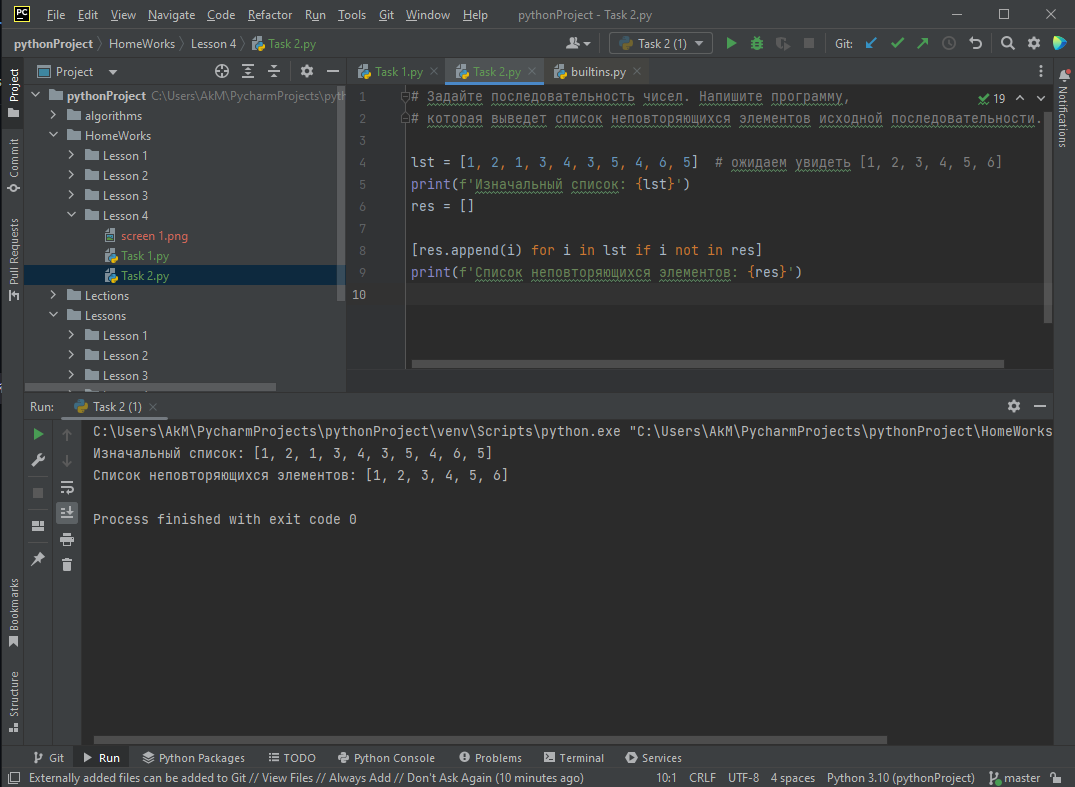 PC File Edit View Navigate Code Refactor Run Tools Git Window Help pythonProject - Task 2.py
pythonProject HomeWorks Lesson 4 Task 2.py Task 2 (1) Git:
Project
Task 1.py Task 2.py builtins.py
pythonProject C:\Users\AkM\PycharmProjects\pyth
algorithms
HomeWorks
Lesson 1
Lesson 2
Lesson 3
Lesson 4
screen 1.png
Task 1.py
Task 2.py
Lections
Lessons
Lesson 1
Lesson 2
Lesson 3
Project
Commit
Pull Requests
Bookmarks
Structure
Notifications
19
1 # Задайте последовательность чисел. Напишите программу,
2 # которая выведет список неповторяющихся элементов исходной последовательности.
3
4 lst = [1, 2, 1, 3, 4, 3, 5, 4, 6, 5] # ожидаем увидеть [1, 2, 3, 4, 5, 6]
5 print(f'Изначальный список: {lst}')
6 res = []
7
8 [res.append(i) for i in lst if i not in res]
9 print(f'Список неповторяющихся элементов: {res}')
10
Run: Task 2 (1)
C:\Users\AkM\PycharmProjects\pythonProject\venv\Scripts\python.exe "C:\Users\AkM\PycharmProjects\pythonProject\HomeWorks
Изначальный список: [1, 2, 1, 3, 4, 3, 5, 4, 6, 5]
Список неповторяющихся элементов: [1, 2, 3, 4, 5, 6]
Process finished with exit code 0
Git Run Python Packages TODO Python Console Problems Terminal Services
Externally added files can be added to Git // View Files // Always Add // Don't Ask Again (10 minutes ago) 10:1 CRLF UTF-8 4 spaces Python 3.10 (pythonProject) master